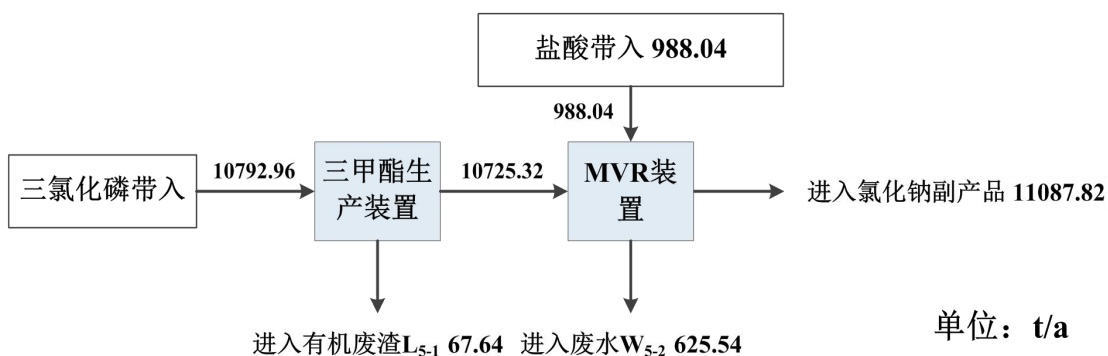 盐酸带入 988.04
988.04
三氯化磷带入
10792.96
三甲酯生
产装置
10725.32
MVR装
置
进入氯化钠副产品 11087.82
进入有机废渣L5-1 67.64
进入废水W5-2 625.54
单位：t/a